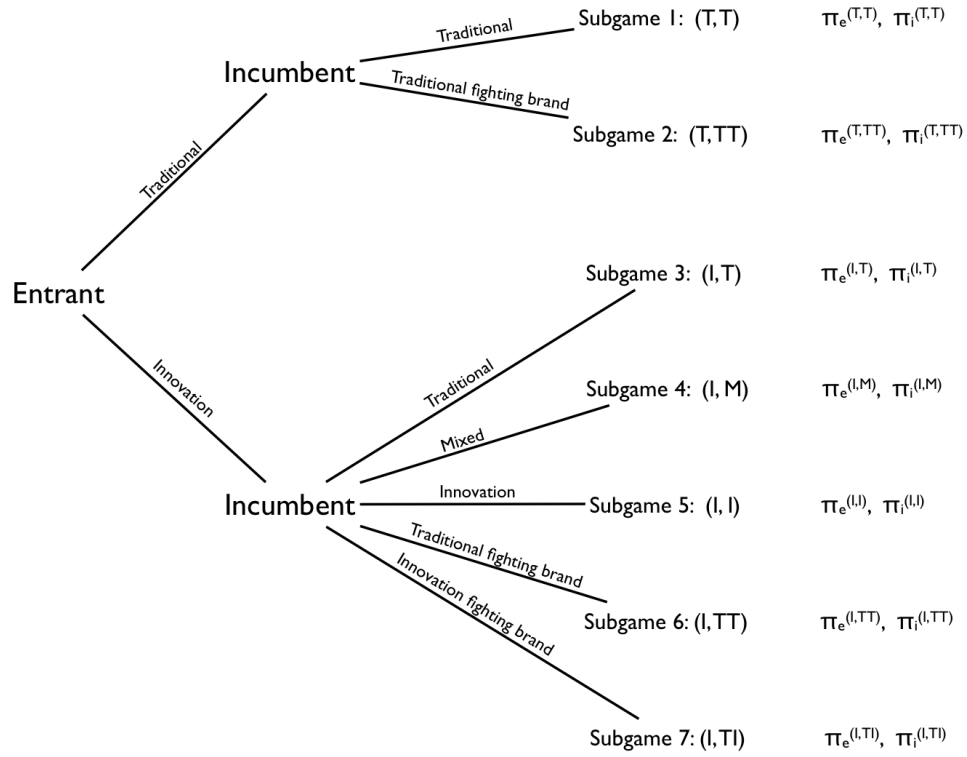 Traditional
Subgame 1: (T,T) πe(T,T), πi(T,T)
Incumbent
Traditional fighting brand
Subgame 2: (T,TT) πe(T,TT), πi(T,TT)
Traditional
Entrant
Subgame 3: (I,T) πe(I,T), πi(I,T)
Innovation
Traditional
Subgame 4: (I, M) πe(I,M), πi(I,M)
Mixed
Incumbent
Innovation
Subgame 5: (I, I) πe(I,I), πi(I,I)
Traditional fighting brand
Innovation fighting brand
Subgame 6: (I,TT) πe(I,TT), πi(I,TT)
Subgame 7: (I,TI) πe(I,TI), πi(I,TI)